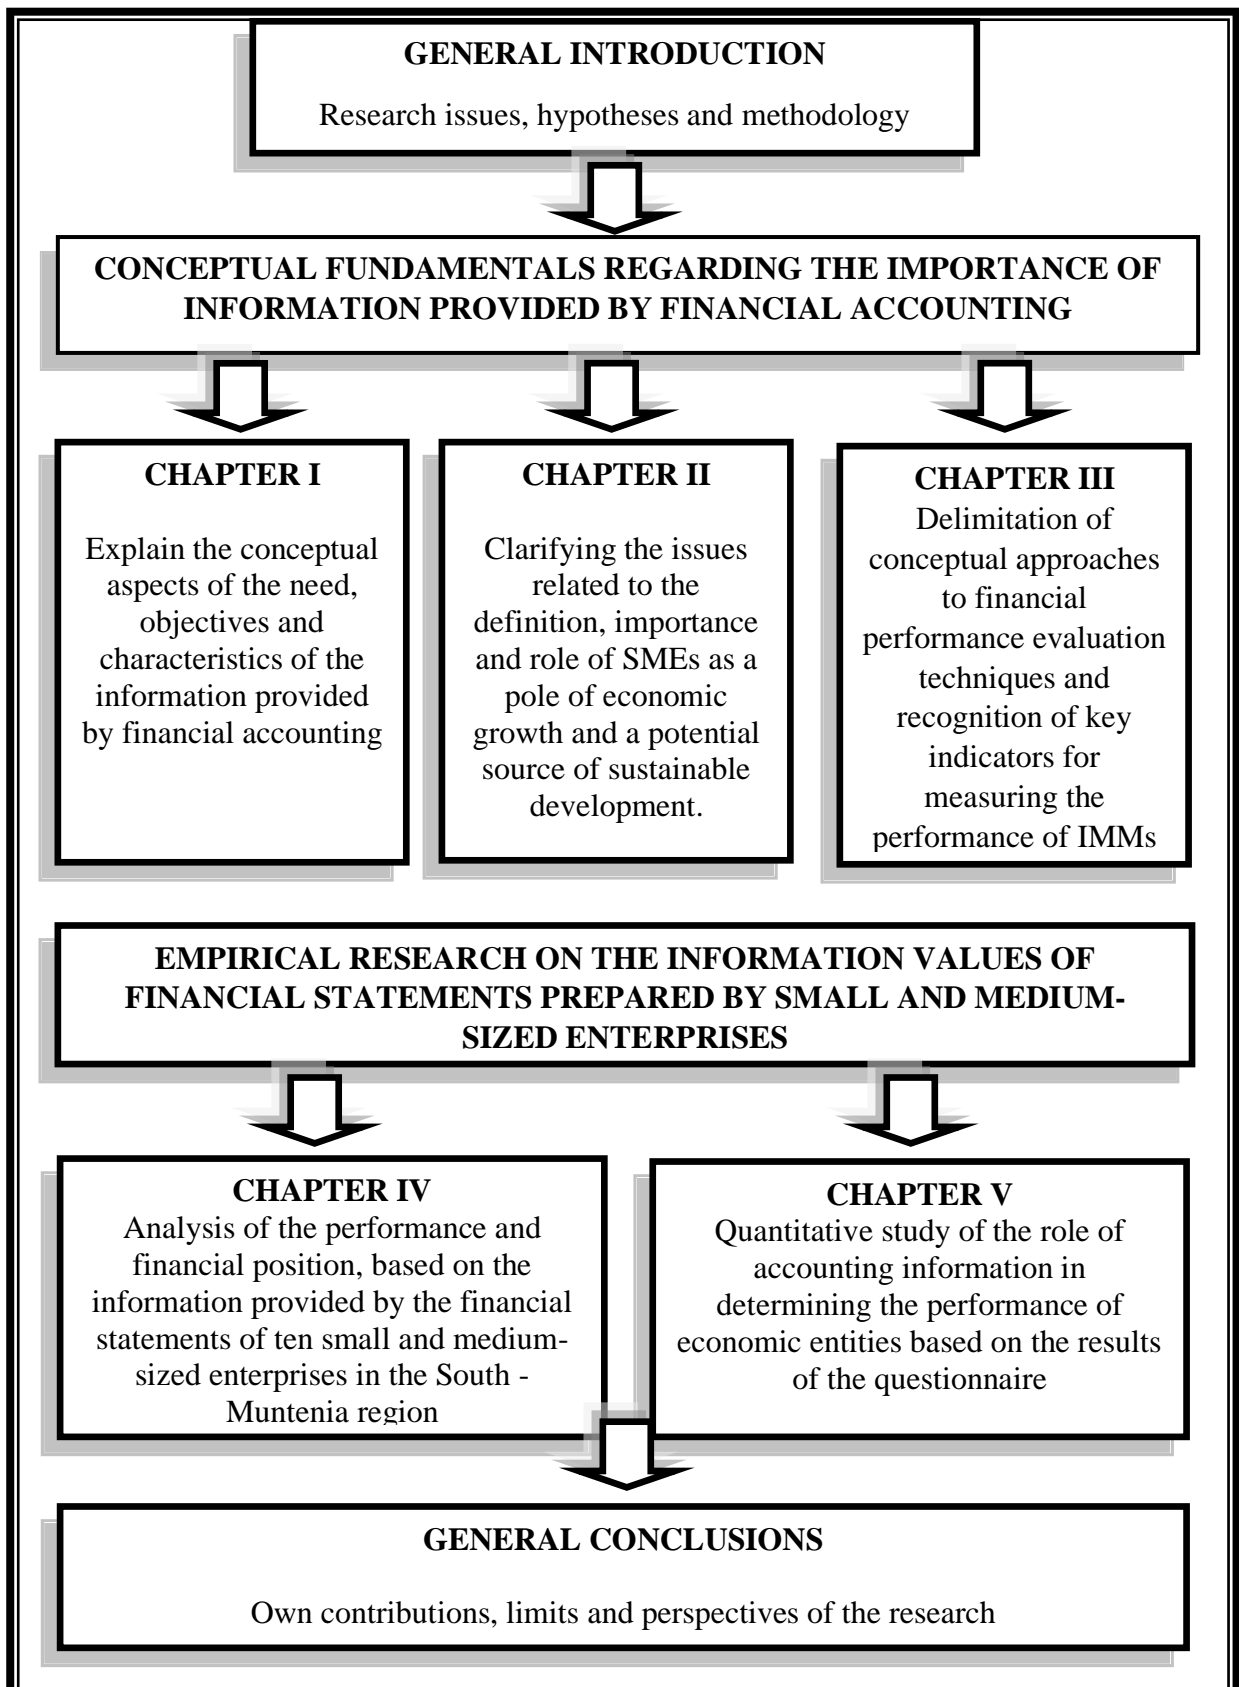 GENERAL INTRODUCTION
Research issues, hypotheses and methodology
CONCEPTUAL FUNDAMENTALS REGARDING THE IMPORTANCE OF
INFORMATION PROVIDED BY FINANCIAL ACCOUNTING
CHAPTER I
Explain the conceptual
aspects of the need,
objectives and
characteristics of the
information provided
by financial accounting
CHAPTER II
Clarifying the issues
related to the
definition, importance
and role of SMEs as a
pole of economic
growth and a potential
source of sustainable
development.
CHAPTER III
Delimitation of
conceptual approaches
to financial
performance evaluation
techniques and
recognition of key
indicators for
measuring the
performance of IMMs
EMPIRICAL RESEARCH ON THE INFORMATION VALUES OF
FINANCIAL STATEMENTS PREPARED BY SMALL AND MEDIUM-
SIZED ENTERPRISES
CHAPTER IV
Analysis of the performance and
financial position, based on the
information provided by the financial
statements of ten small and medium-
sized enterprises in the South -
Muntenia region
CHAPTER V
Quantitative study of the role of
accounting information in
determining the performance of
economic entities based on the results
of the questionnaire
GENERAL CONCLUSIONS
Own contributions, limits and perspectives of the research